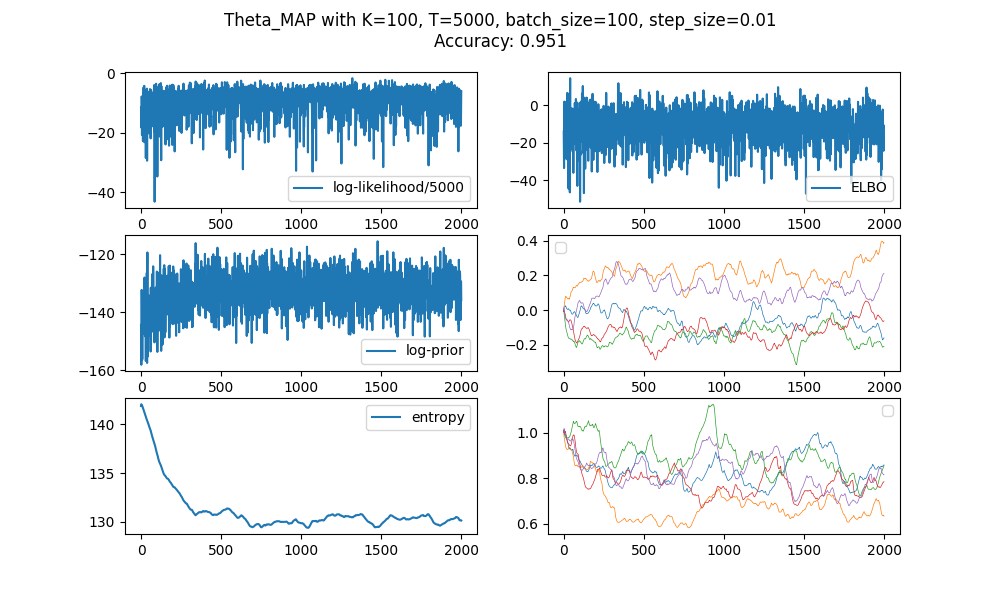 Theta_MAP with K=100, T=5000, batch_size=100, step_size=0.01
Accuracy: 0.951
0
−20
−40
log-likelihood/5000
0 500 1000 1500 2000
0
−20
−40
ELBO
0 500 1000 1500 2000
−120
−140
−160
log-prior
0 500 1000 1500 2000
0.4
0.2
0.0
−0.2
0 500 1000 1500 2000
140
135
130
entropy
0 500 1000 1500 2000
1.0
0.8
0.6
0 500 1000 1500 2000